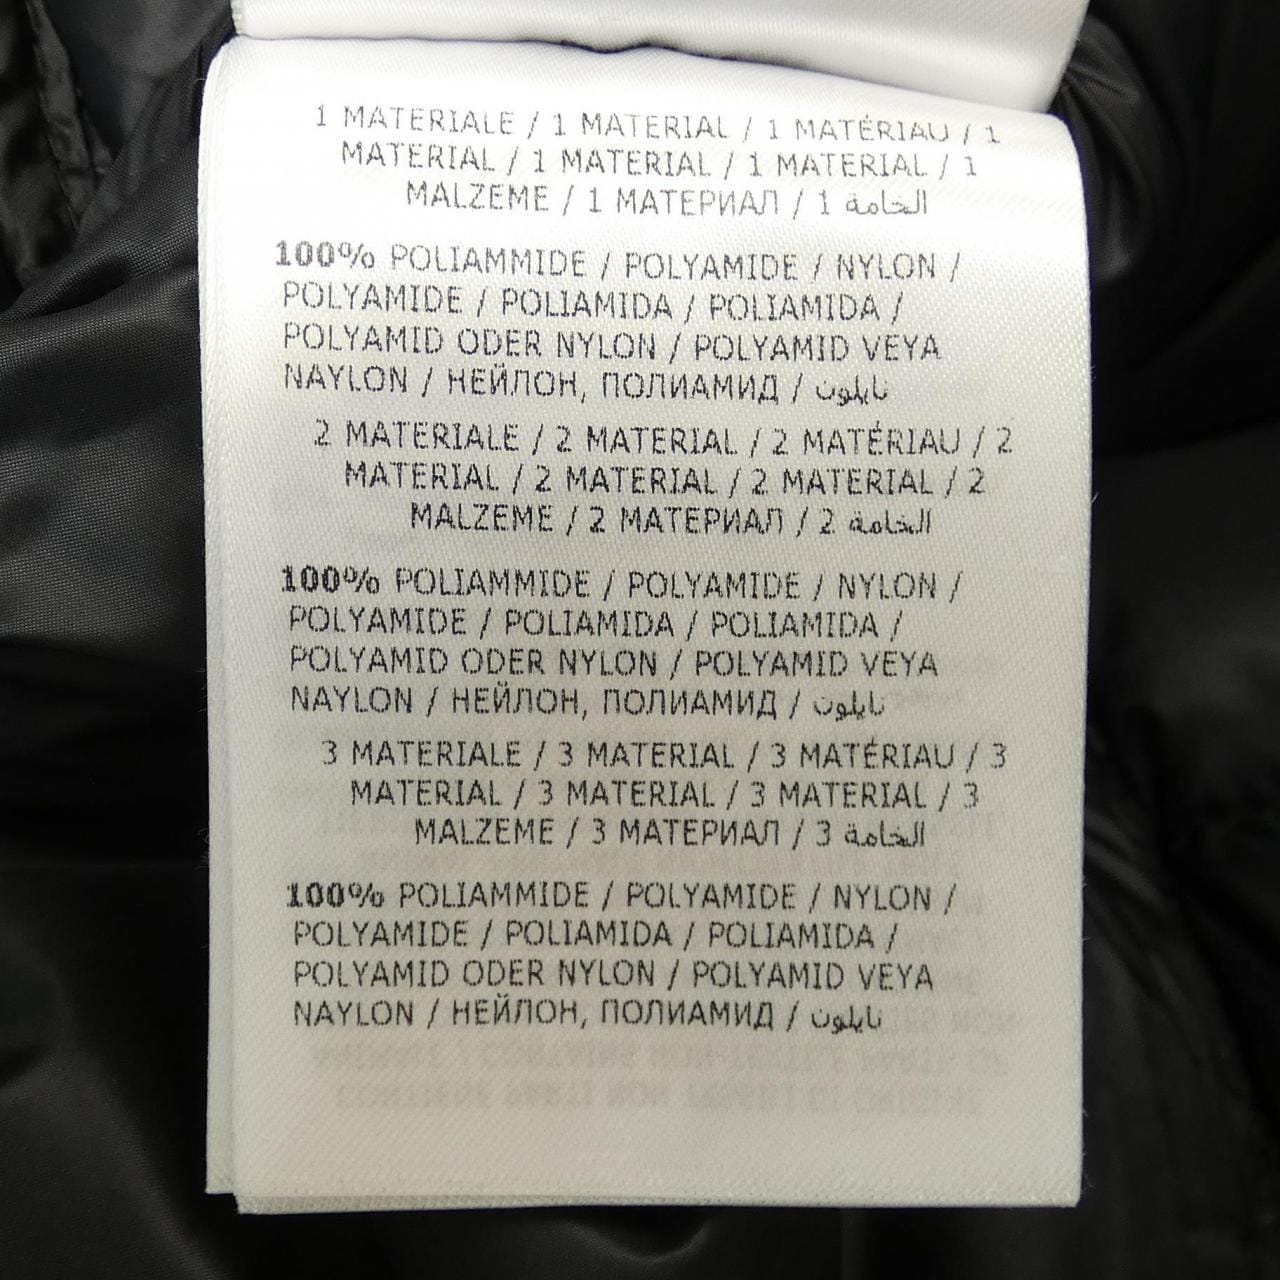 1 MATERIALE / 1 MATERIAL / 1 MATÉRIAU / 1
MATERIAL / 1 MATERIAL / 1 MATERIAL / 1
MALZEME / 1 МАТЕРИАЛ / 1 الخامة
100% POLIAMMIDE / POLYAMIDE / NYLON /
POLYAMIDE / POLIAMIDA / POLIAMIDA /
POLYAMID ODER NYLON / POLYAMID VEYA
NAYLON / НЕЙЛОН, ПОЛИАМИД / نايلون
2 MATERIALE / 2 MATERIAL / 2 MATÉRIAU / 2
MATERIAL / 2 MATERIAL / 2 MATERIAL / 2
MALZEME / 2 МАТЕРИАЛ / 2 الخامة
100% POLIAMMIDE / POLYAMIDE / NYLON /
POLYAMIDE / POLIAMIDA / POLIAMIDA /
POLYAMID ODER NYLON / POLYAMID VEYA
NAYLON / НЕЙЛОН, ПОЛИАМИД / نايلون
3 MATERIALE / 3 MATERIAL / 3 MATÉRIAU / 3
MATERIAL / 3 MATERIAL / 3 MATERIAL / 3
MALZEME / 3 МАТЕРИАЛ / 3 الخامة
100% POLIAMMIDE / POLYAMIDE / NYLON /
POLYAMIDE / POLIAMIDA / POLIAMIDA /
POLYAMID ODER NYLON / POLYAMID VEYA
NAYLON / НЕЙЛОН, ПОЛИАМИД / نايلون